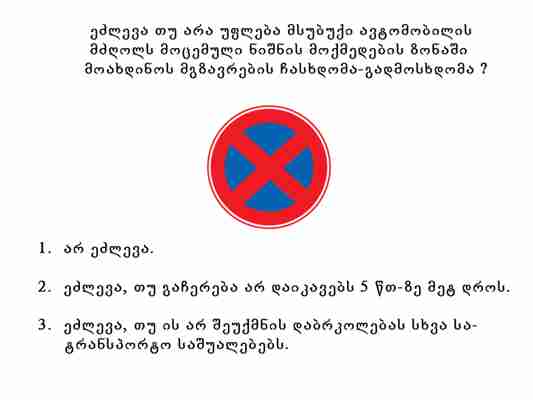 ეძლევა თუ არა უფლება მსუბუქი ავტომობილის
მძღოლს მოცემული ნიშნის მოქმედების ზონაში
მოახდინოს მგზავრების ჩასხდომა-გადმოსხდომა ?
1. არ ეძლევა.
2. ეძლევა, თუ გაჩერება არ დაიკავებს 5 წთ-ზე მეტ დროს.
3. ეძლევა, თუ ის არ შეუქმნის დაბრკოლებას სხვა სა-
ტრანსპორტო საშუალებებს.